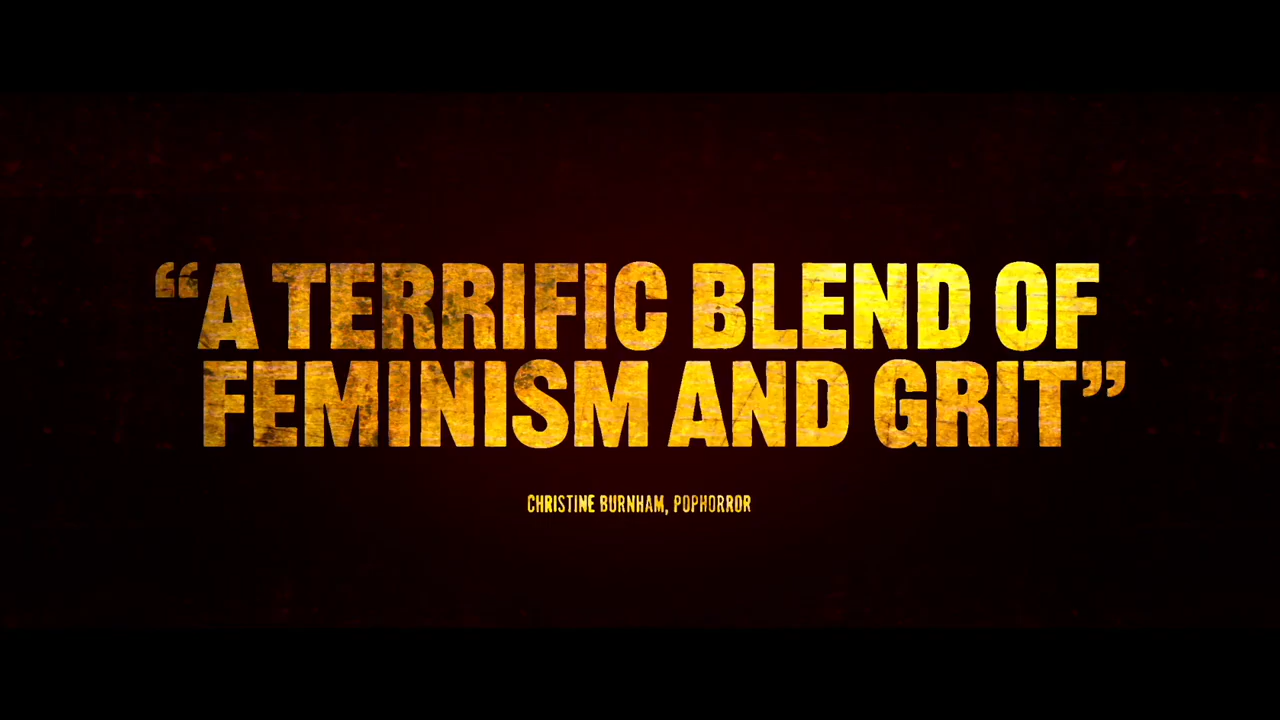 “A TERRIFIC BLEND OF
FEMINISM AND GRIT”
CHRISTINE BURNHAM, POPHORROR